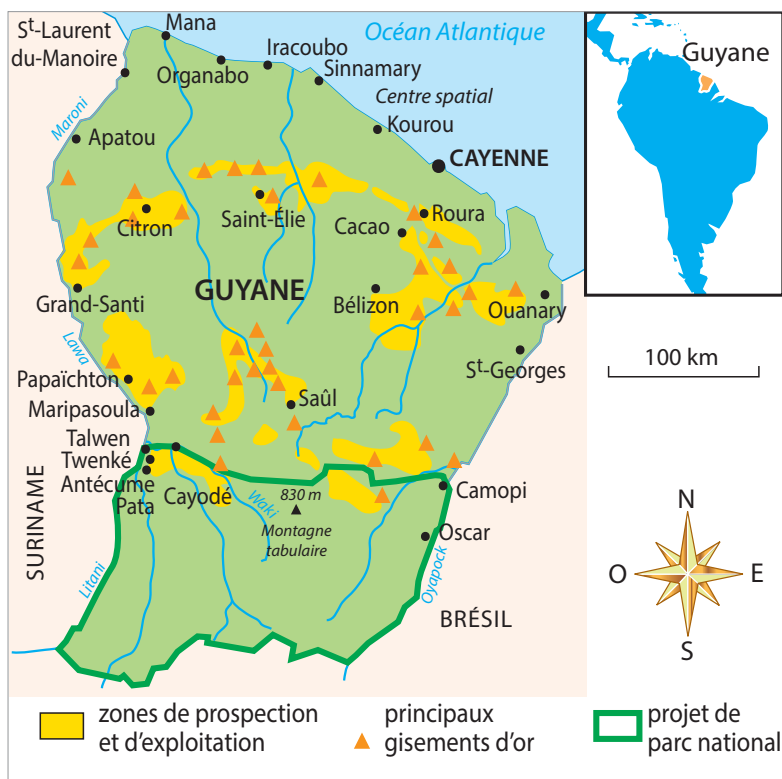 Mana
Océan Atlantique
St-Laurent
du-Manoire
Iracoubo
Organabo
Sinnamary
Centre spatial
Kourou
Maroni
Apatou
CAYENNE
Citron
Saint-Élie
Roura
Cacao
Grand-Santi
GUYANE
Bélizon
Ouanary
Lawa
St-Georges
Papaïchton
Saûl
Maripasoula
Talwen
Twenké
Antécume
Pata
Cayodé
Waki
830 m
Montagne
tabulaire
Camopi
Oscar
SURINAME
Litani
Oyapock
BRÉSIL
Guyane
100 km
N
O
E
S
zones de prospection
et d'exploitation
principaux
gisements d'or
projet de
parc national